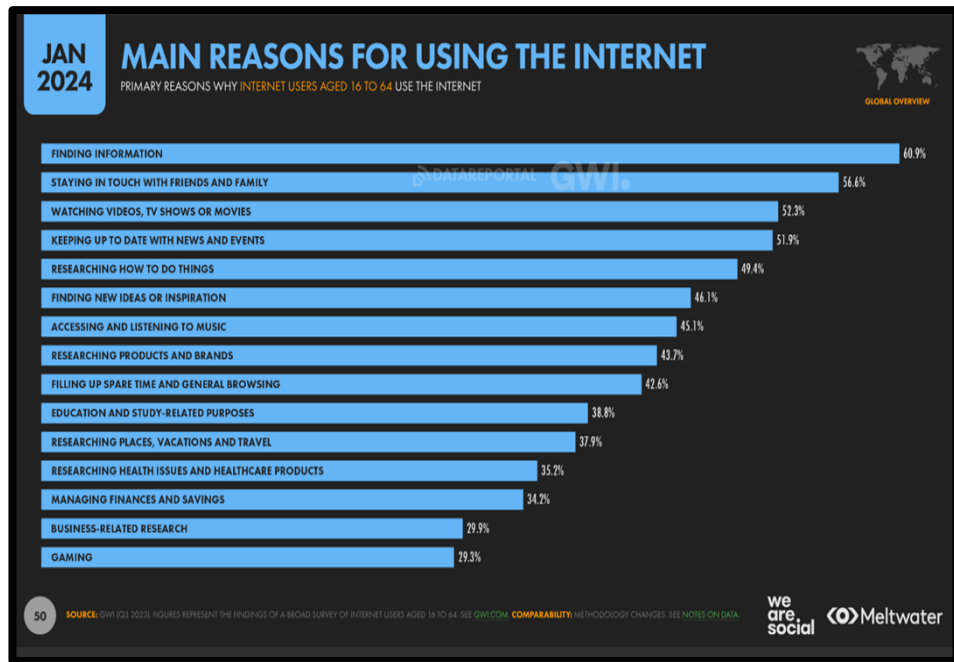 JAN
2024
MAIN REASONS FOR USING THE INTERNET
PRIMARY REASONS WHY INTERNET USERS AGED 16 TO 64 USE THE INTERNET
GLOBAL OVERVIEW
FINDING INFORMATION 60.9%
DATAREPORTAL GWI.
STAYING IN TOUCH WITH FRIENDS AND FAMILY 56.6%
WATCHING VIDEOS, TV SHOWS OR MOVIES 52.3%
KEEPING UP TO DATE WITH NEWS AND EVENTS 51.9%
RESEARCHING HOW TO DO THINGS 49.4%
FINDING NEW IDEAS OR INSPIRATION 46.1%
ACCESSING AND LISTENING TO MUSIC 45.1%
RESEARCHING PRODUCTS AND BRANDS 43.7%
FILLING UP SPARE TIME AND GENERAL BROWSING 42.6%
EDUCATION AND STUDY-RELATED PURPOSES 38.8%
RESEARCHING PLACES, VACATIONS AND TRAVEL 37.9%
RESEARCHING HEALTH ISSUES AND HEALTHCARE PRODUCTS 35.2%
MANAGING FINANCES AND SAVINGS 34.2%
BUSINESS-RELATED RESEARCH 29.9%
GAMING 29.3%
50
SOURCE: GWI (Q3 2023). FIGURES REPRESENT THE FINDINGS OF A BROAD SURVEY OF INTERNET USERS AGED 16 TO 64. SEE GWI.COM. COMPARABILITY: METHODOLOGY CHANGES. SEE NOTES ON DATA.
we
are.
social
Meltwater